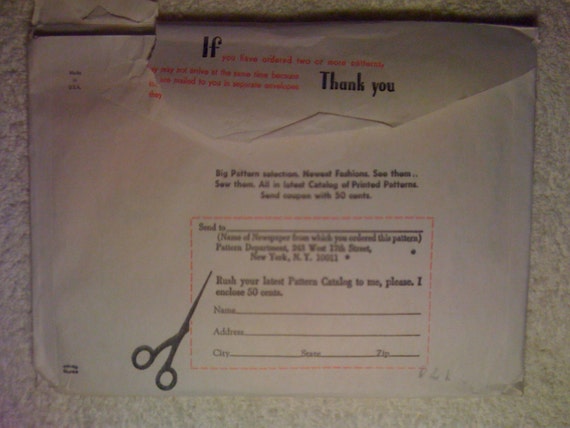 If you have ordered two or more patterns,
may not arrive at the same time because
are mailed to you in separate envelopes
they
Thank you
Made
in
U.S.A.
Big Pattern selection. Newest Fashions. See them..
Sew them. All in latest Catalog of Printed Patterns.
Send coupon with 50 cents.
Send to
(Name of Newspaper from which you ordered this pattern)
Pattern Department, 243 West 17th Street,
New York, N. Y. 10011
Rush your latest Pattern Catalog to me, please. I
enclose 50 cents.
Name
Address
City State Zip